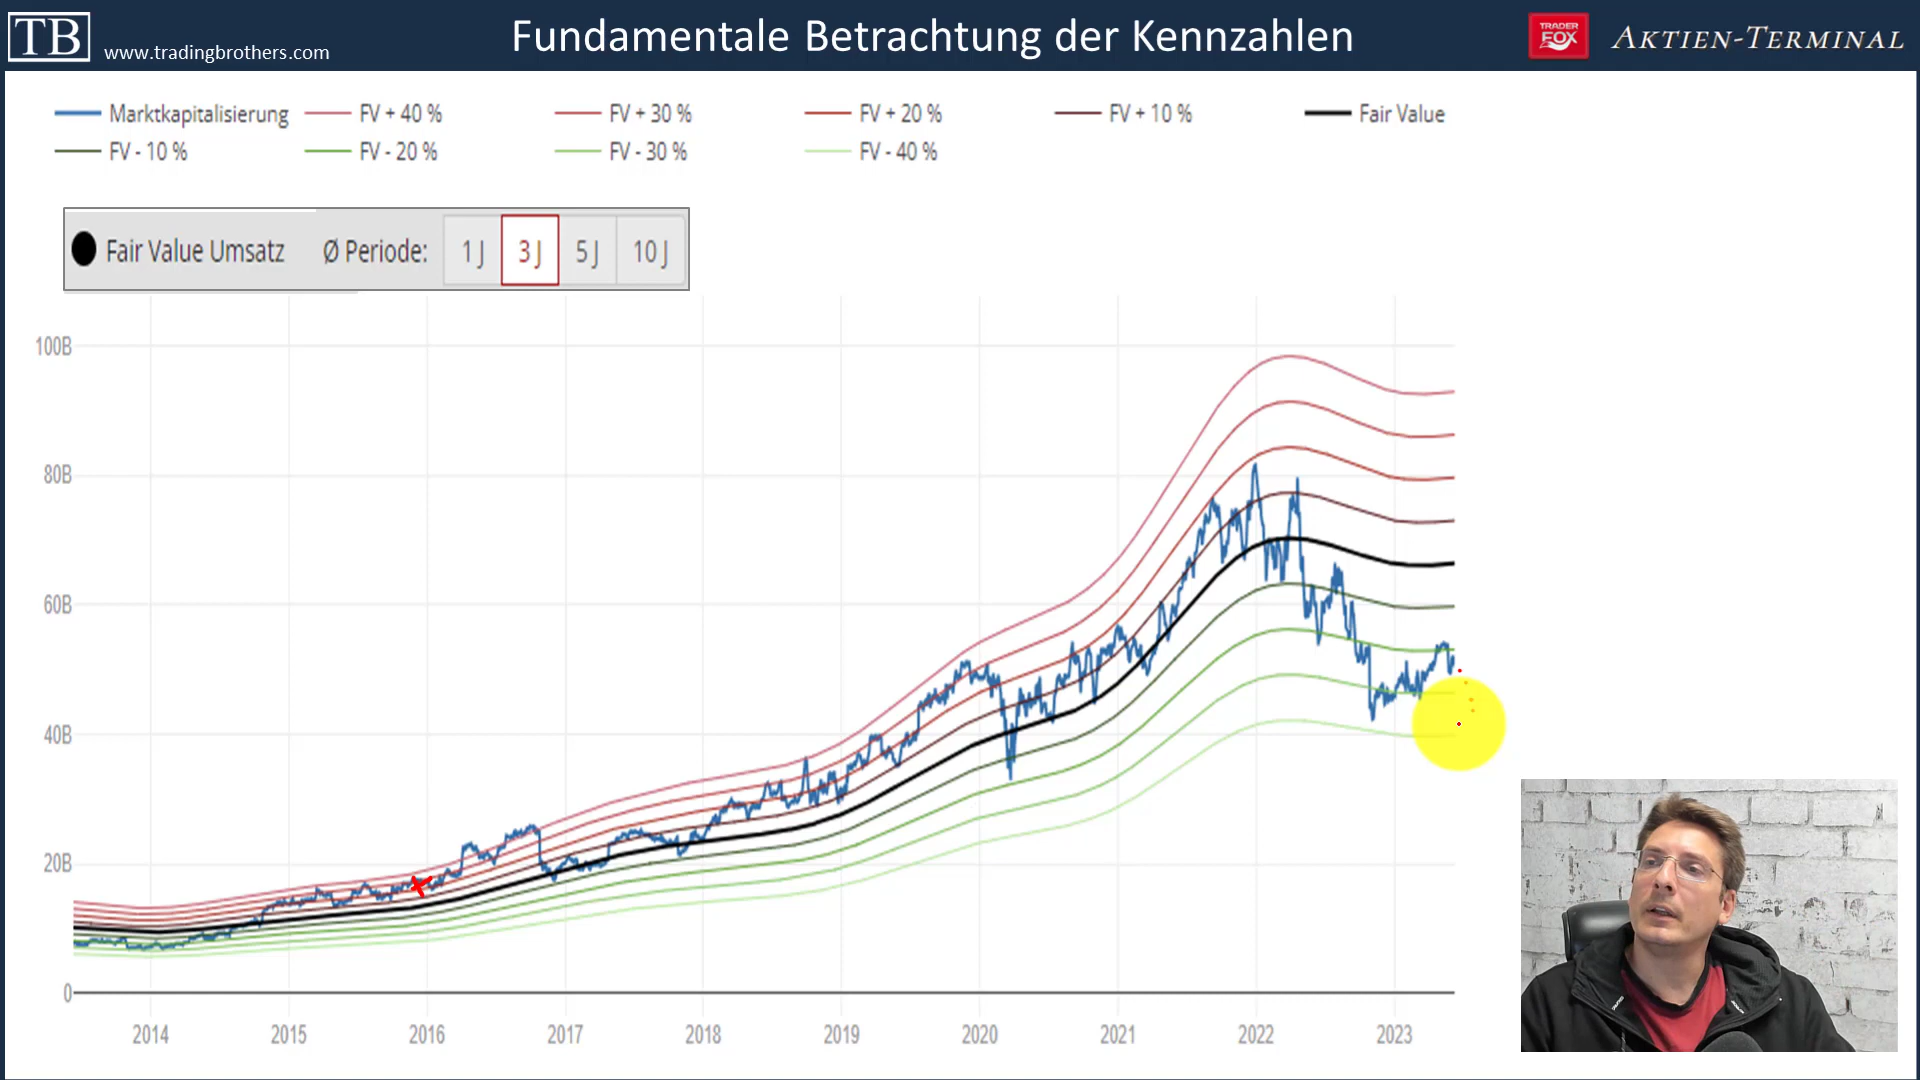 TB www.tradingbrothers.com
Fundamentale Betrachtung der Kennzahlen
TRADER FOX AKTIEN-TERMINAL
Marktkapitalisierung FV + 40 % FV + 30 % FV + 20 % FV + 10 % Fair Value
FV - 10 % FV - 20 % FV - 30 % FV - 40 %
Fair Value Umsatz Ø Periode: 1 J 3 J 5 J 10 J
100B
80B
60B
40B
20B
0
2014 2015 2016 2017 2018 2019 2020 2021 2022 2023